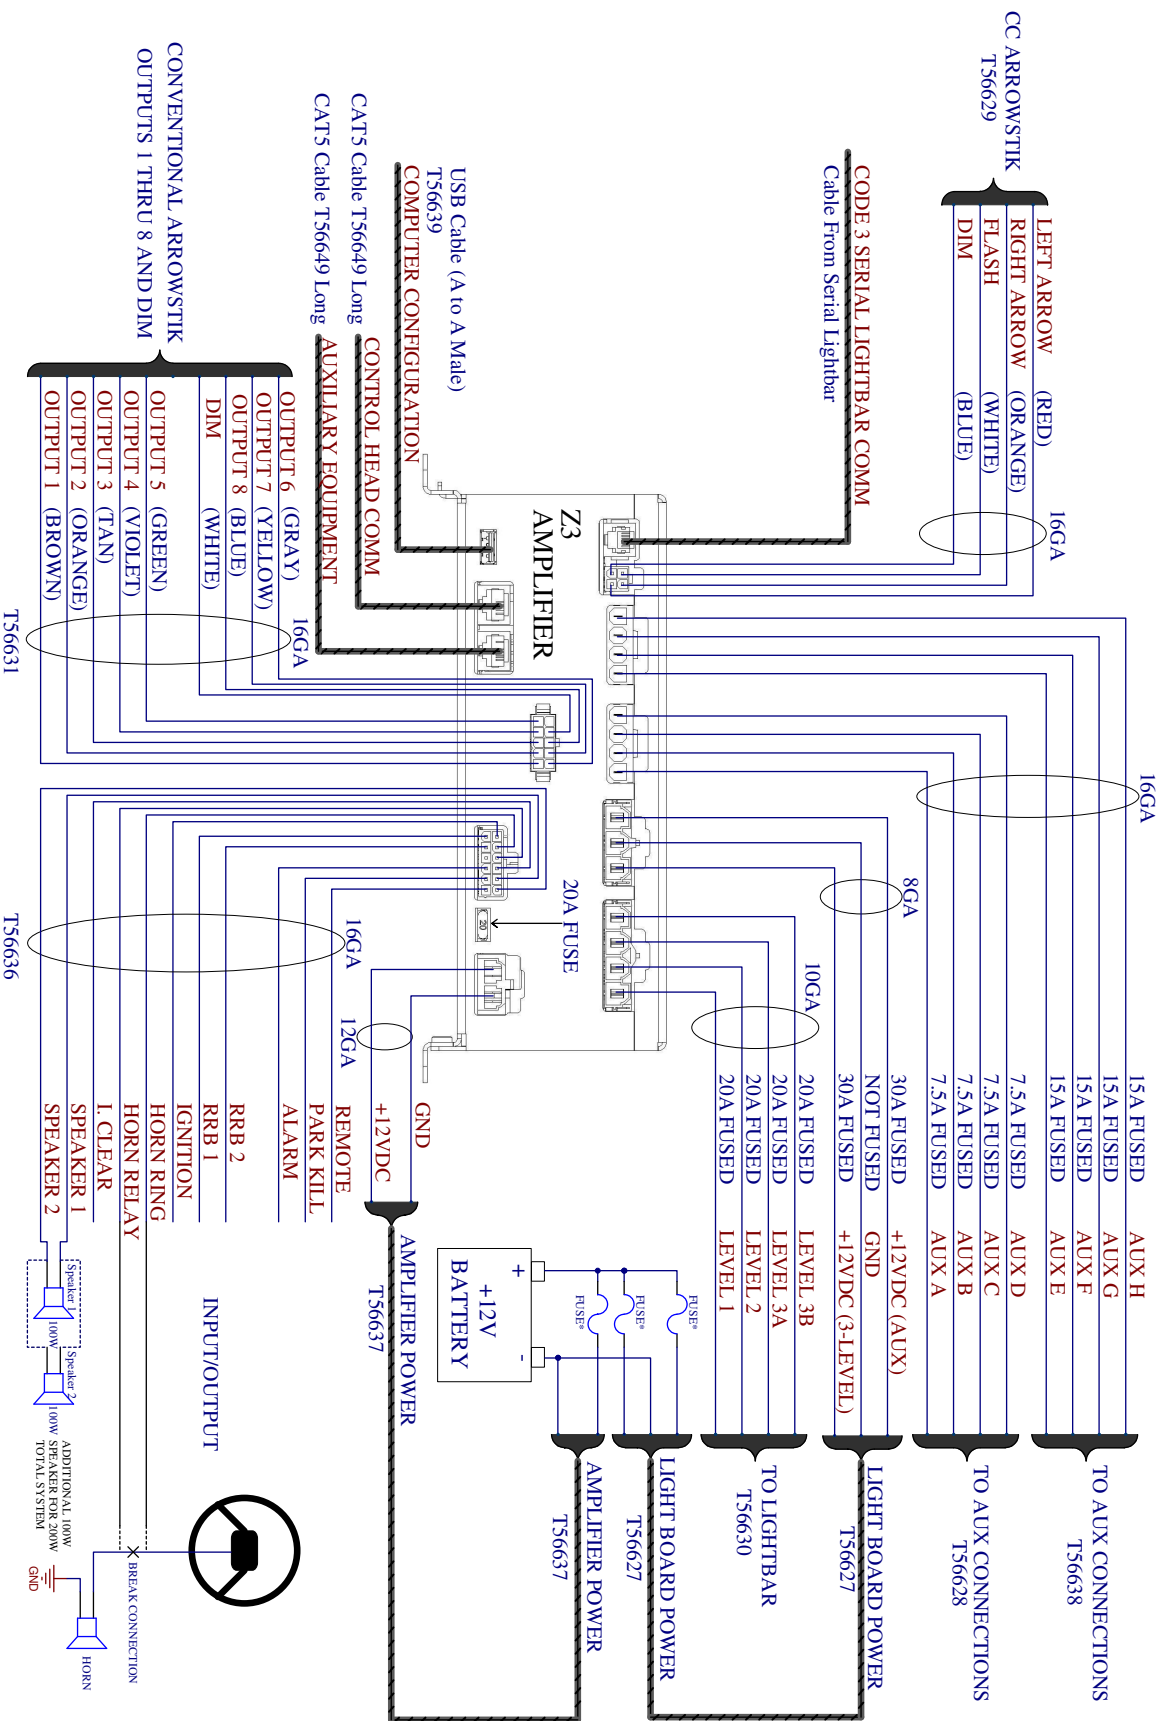 CC ARROWSTIK
T56629
LEFT ARROW (RED)
RIGHT ARROW (ORANGE)
FLASH (WHITE)
DIM (BLUE)
16GA
CODE 3 SERIAL LIGHTBAR COMM
Cable From Serial Lightbar
USB Cable (A to A Male)
T56639
COMPUTER CONFIGURATION
CAT5 Cable T56649 Long
CONTROL HEAD COMM
CAT5 Cable T56649 Long
AUXILIARY EQUIPMENT
CONVENTIONAL ARROWSTIK
OUTPUTS 1 THRU 8 AND DIM
OUTPUT 6 (GRAY)
OUTPUT 7 (YELLOW)
OUTPUT 8 (BLUE)
DIM (WHITE)
OUTPUT 5 (GREEN)
OUTPUT 4 (VIOLET)
OUTPUT 3 (TAN)
OUTPUT 2 (ORANGE)
OUTPUT 1 (BROWN)
16GA
T56631
Z3
AMPLIFIER
20A FUSE
20
16GA
8GA
10GA
12GA
16GA
T56636
15A FUSED AUX H
15A FUSED AUX G
15A FUSED AUX F
15A FUSED AUX E
TO AUX CONNECTIONS
T56638
7.5A FUSED AUX D
7.5A FUSED AUX C
7.5A FUSED AUX B
7.5A FUSED AUX A
TO AUX CONNECTIONS
T56628
30A FUSED +12VDC (AUX)
NOT FUSED GND
30A FUSED +12VDC (3-LEVEL)
LIGHT BOARD POWER
T56627
20A FUSED LEVEL 3B
20A FUSED LEVEL 3A
20A FUSED LEVEL 2
20A FUSED LEVEL 1
TO LIGHTBAR
T56630
LIGHT BOARD POWER
T56627
AMPLIFIER POWER
T56637
FUSE*
FUSE*
FUSE*
+ -
+12V
BATTERY
GND
+12VDC
AMPLIFIER POWER
T56637
REMOTE
PARK KILL
ALARM
RRB 2
RRB 1
IGNITION
HORN RING
HORN RELAY
I. CLEAR
SPEAKER 1
SPEAKER 2
INPUT/OUTPUT
Speaker 1
100W
Speaker 2
100W
ADDITIONAL 100W
SPEAKER FOR 200W
TOTAL SYSTEM
BREAK CONNECTION
GND
HORN